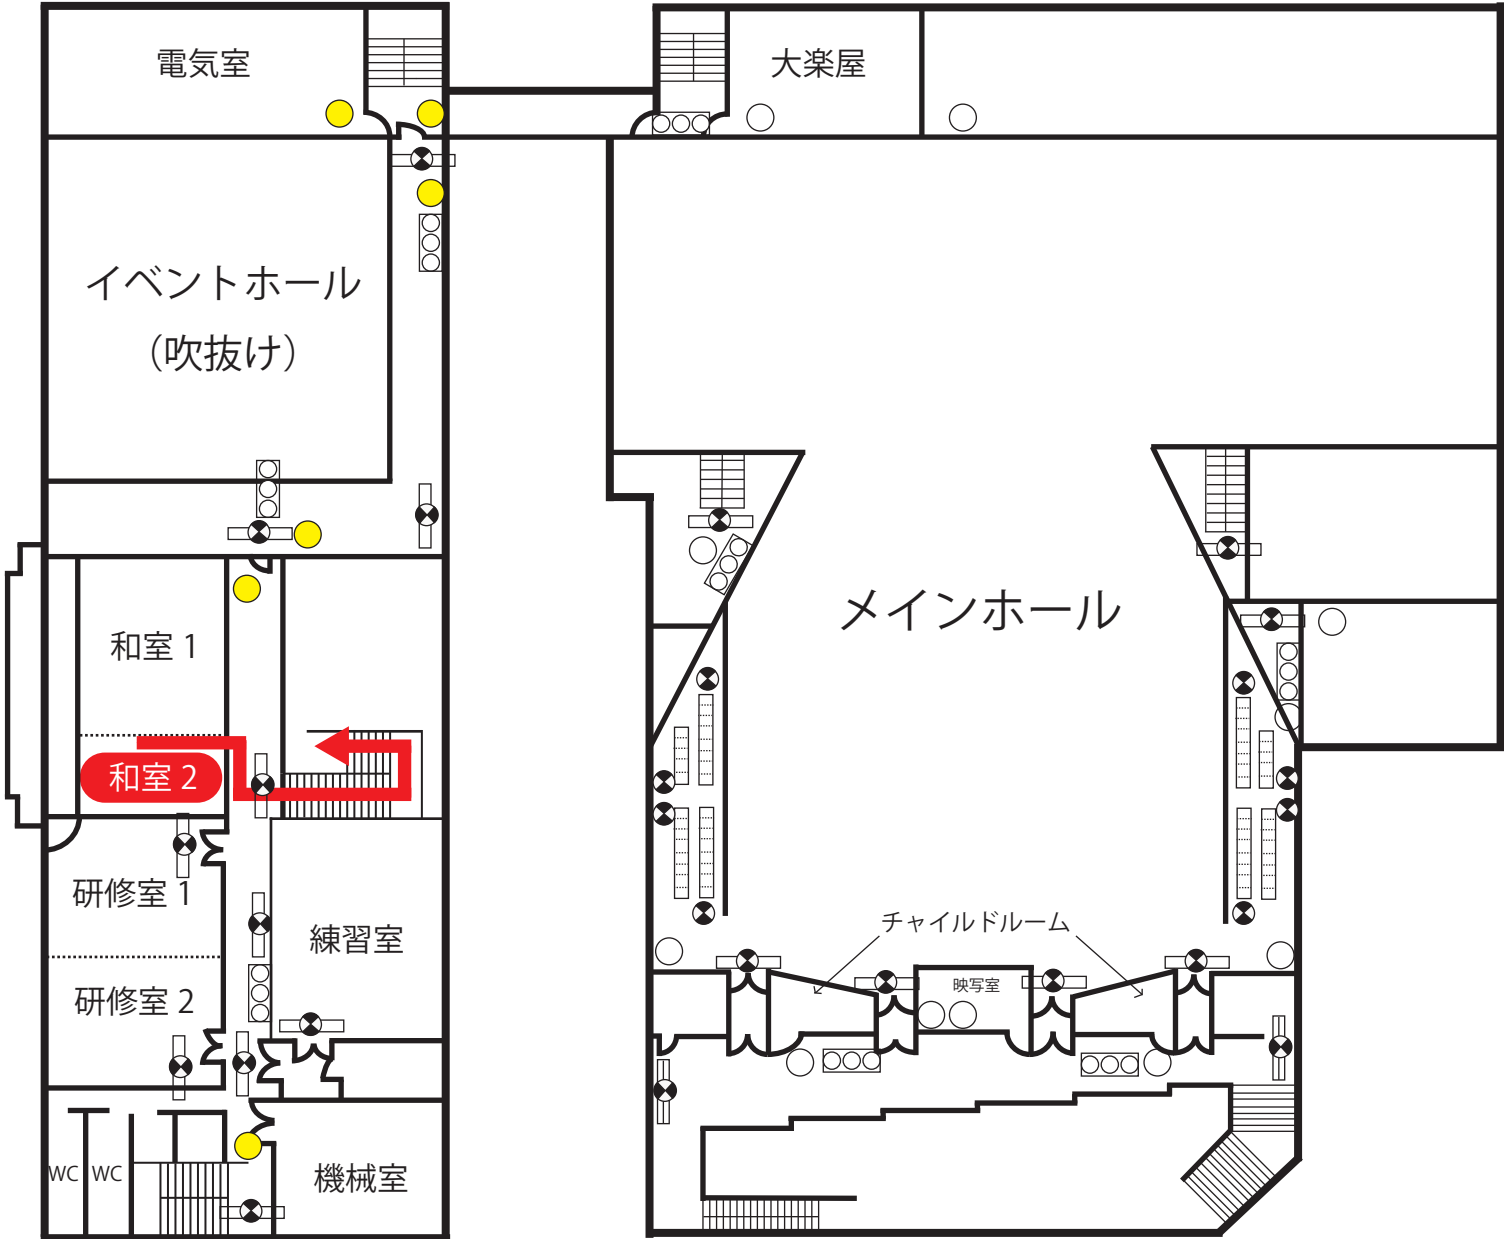 電気室
大楽屋
イベントホール
（吹抜け）
メインホール
和室 1
和室 2
研修室 1
練習室
研修室 2
チャイルドルーム
映写室
WC
WC
機械室